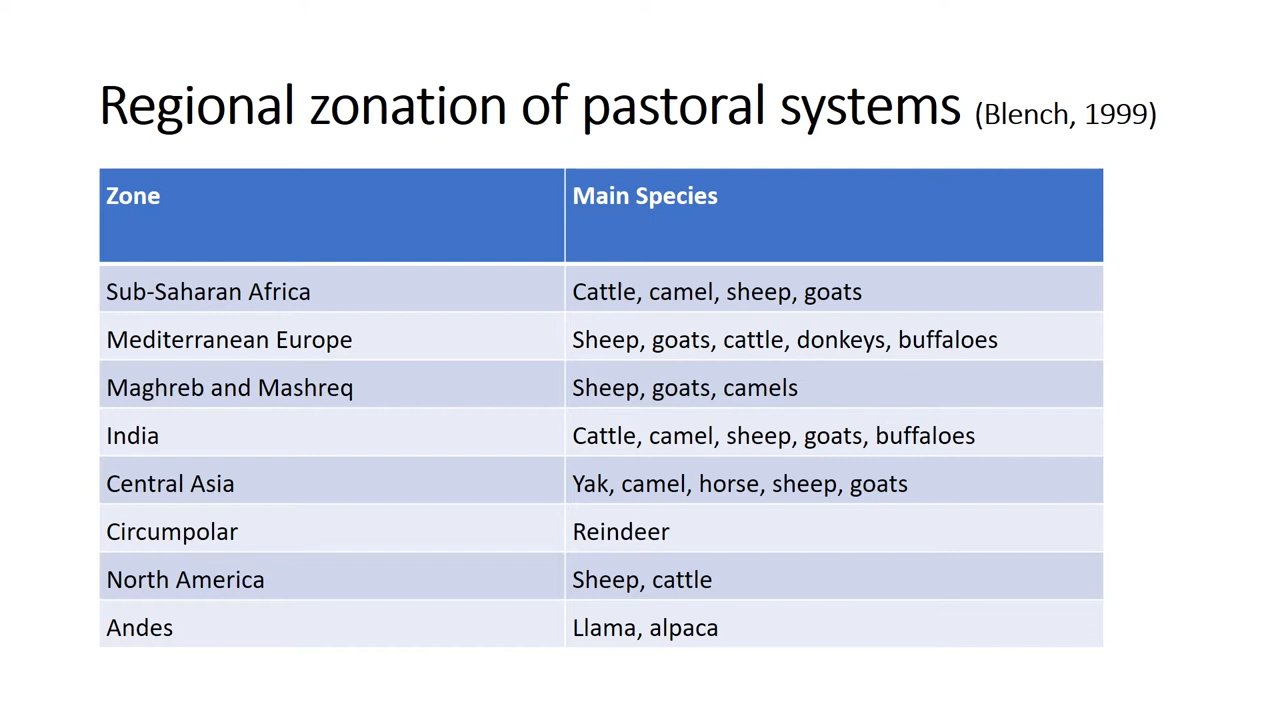 Regional zonation of pastoral systems (Blench, 1999)
Zone Main Species
Sub-Saharan Africa Cattle, camel, sheep, goats
Mediterranean Europe Sheep, goats, cattle, donkeys, buffaloes
Maghreb and Mashreq Sheep, goats, camels
India Cattle, camel, sheep, goats, buffaloes
Central Asia Yak, camel, horse, sheep, goats
Circumpolar Reindeer
North America Sheep, cattle
Andes Llama, alpaca